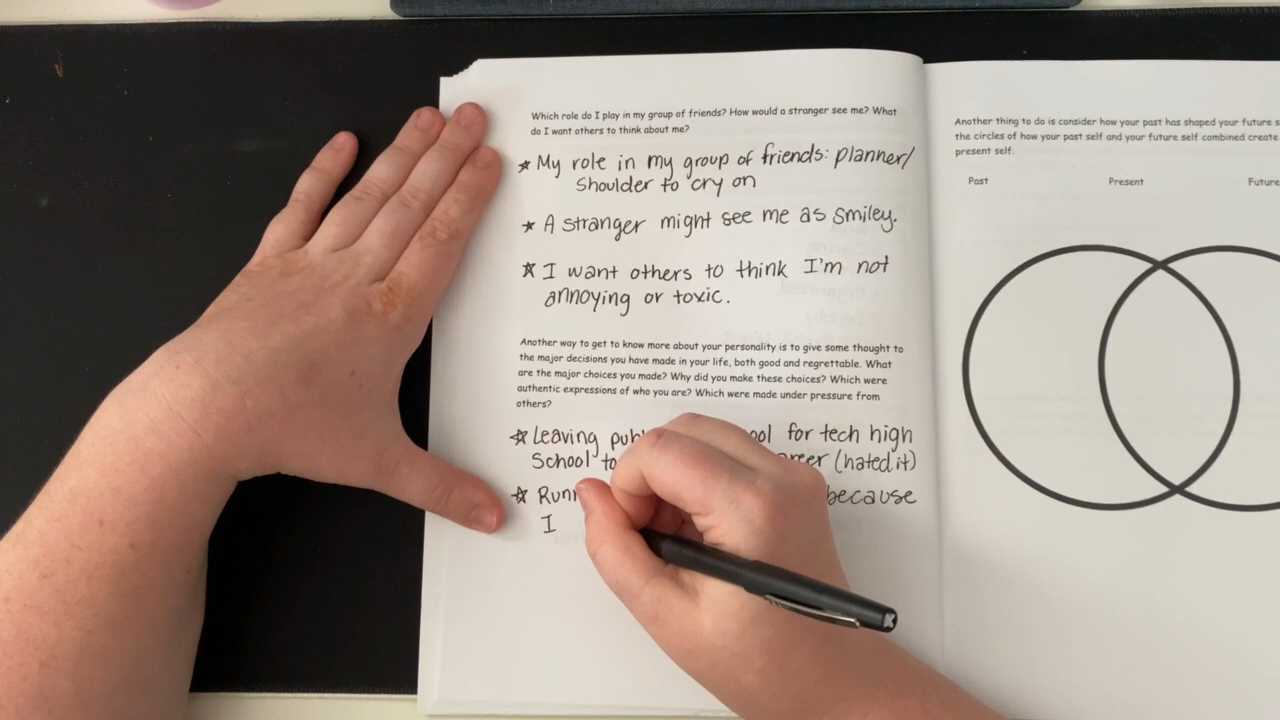 Which role do I play in my group of friends? How would a stranger see me? What
do I want others to think about me?
★ My role in my group of friends: planner/
shoulder to cry on
★ A stranger might see me as smiley.
★ I want others to think I'm not
annoying or toxic.
Another way to get to know more about your personality is to give some thought to
the major decisions you have made in your life, both good and regrettable. What
are the major choices you made? Why did you make these choices? Which were
authentic expressions of who you are? Which were made under pressure from
others?
★ Leaving for tech high
School (hated it)
★ because
I
Another thing to do is consider how your past has shaped your future
the circles of how your past self and your future self combined create
present self.
Past Present Future